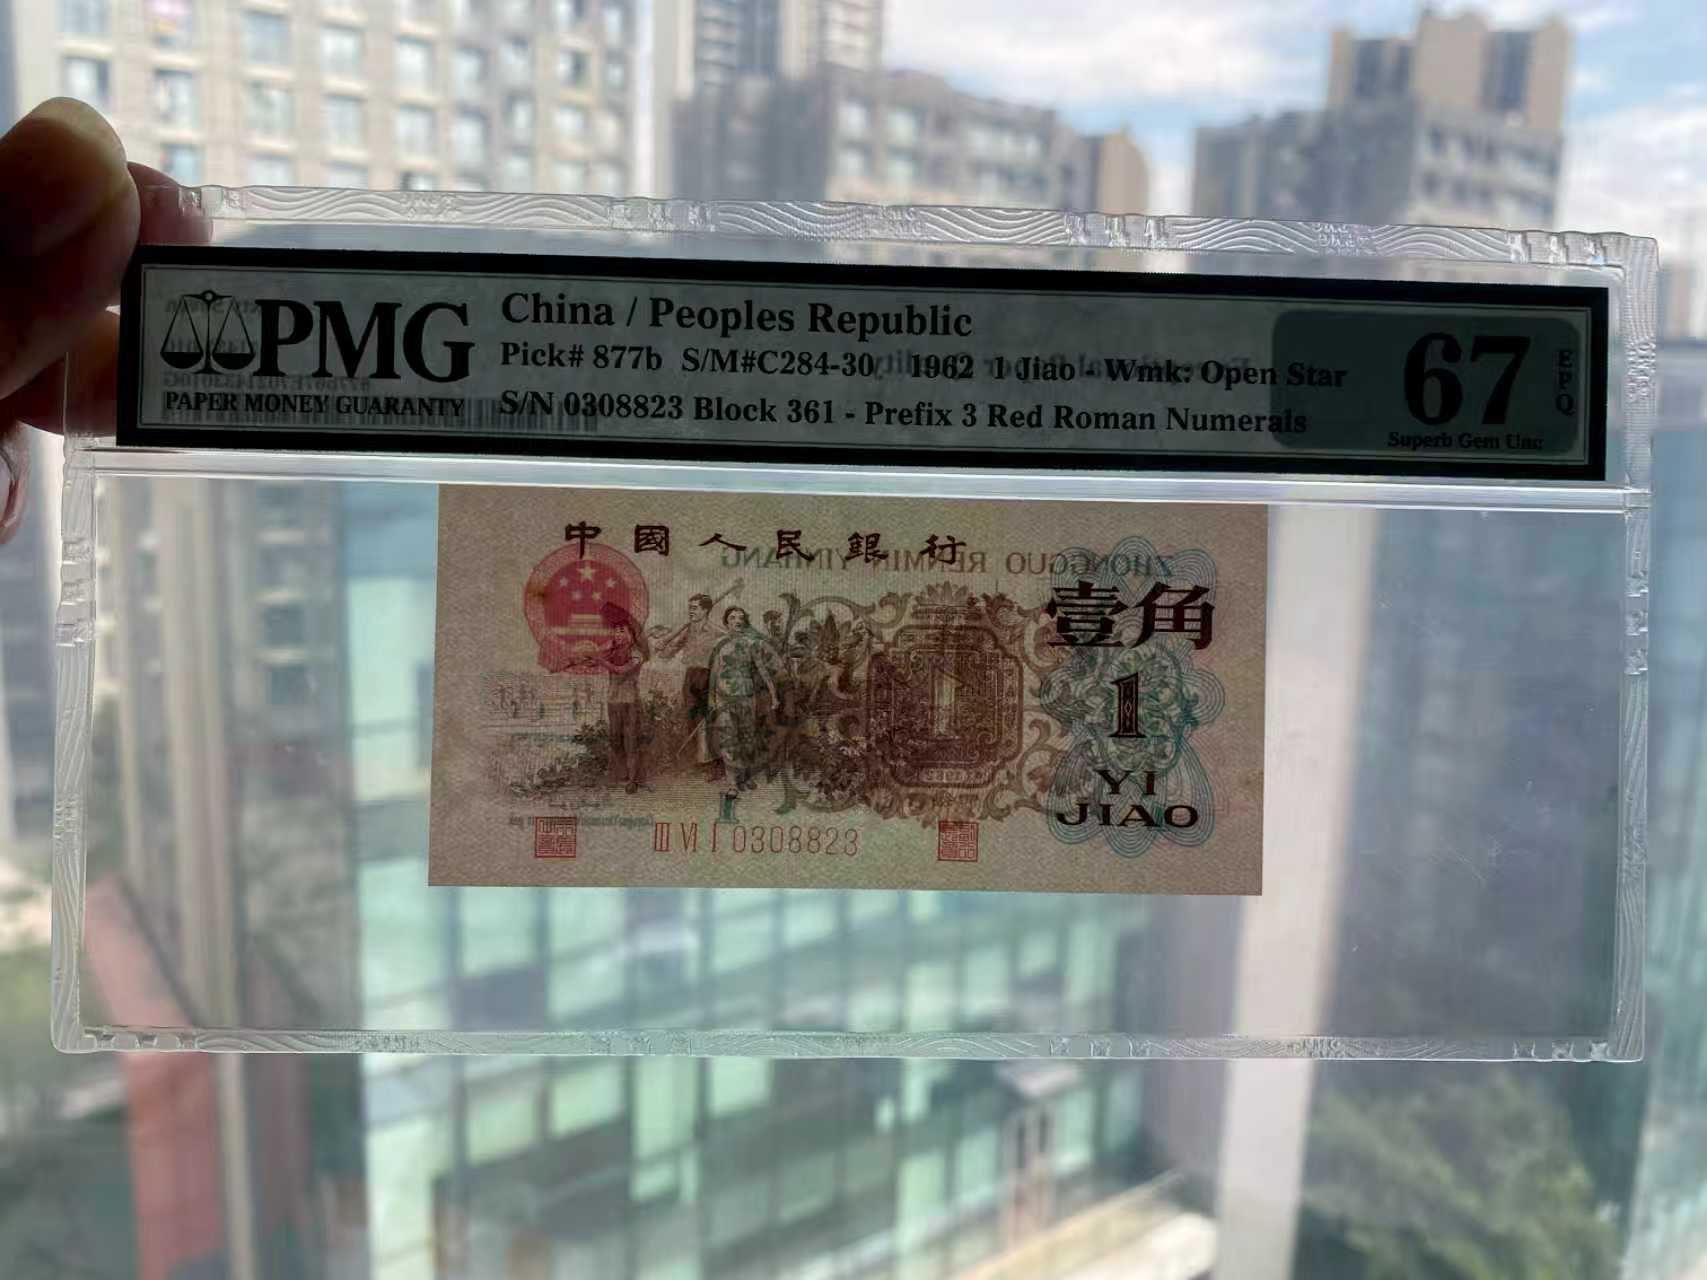 PMG
PAPER MONEY GUARANTY
China / Peoples Republic
Pick# 877b S/M#C284-30 1962 1 Jiao - Wmk: Open Star
S/N 0308823 Block 361 - Prefix 3 Red Roman Numerals
67
EPQ
Superb Gem Unc
中國人民銀行
ZHONGGUO RENMIN YINHANG
壹角
1
1
YI
JIAO
1962
III VI I 0308823